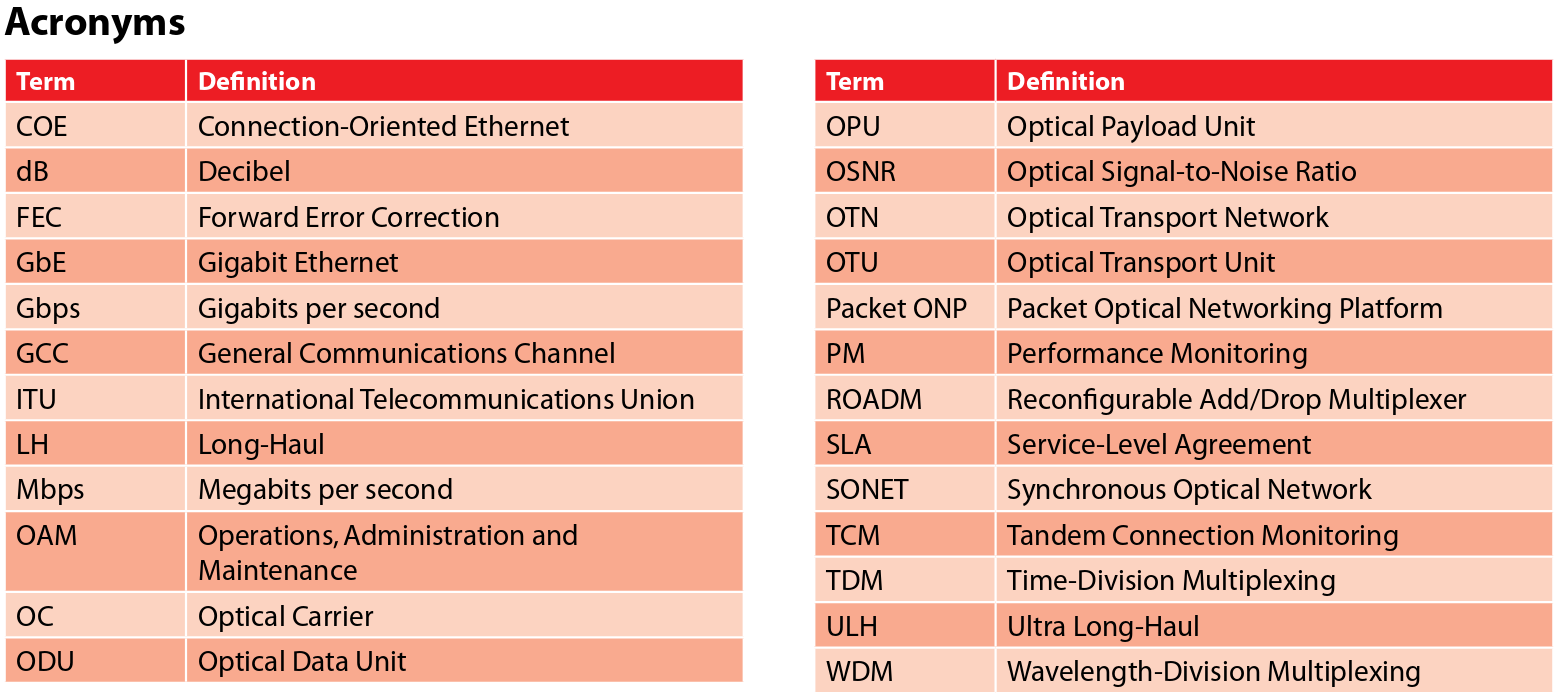 Acronyms
Term Definition
COE Connection-Oriented Ethernet
dB Decibel
FEC Forward Error Correction
GbE Gigabit Ethernet
Gbps Gigabits per second
GCC General Communications Channel
ITU International Telecommunications Union
LH Long-Haul
Mbps Megabits per second
OAM Operations, Administration and
Maintenance
OC Optical Carrier
ODU Optical Data Unit
Term Definition
OPU Optical Payload Unit
OSNR Optical Signal-to-Noise Ratio
OTN Optical Transport Network
OTU Optical Transport Unit
Packet ONP Packet Optical Networking Platform
PM Performance Monitoring
ROADM Reconfigurable Add/Drop Multiplexer
SLA Service-Level Agreement
SONET Synchronous Optical Network
TCM Tandem Connection Monitoring
TDM Time-Division Multiplexing
ULH Ultra Long-Haul
WDM Wavelength-Division Multiplexing